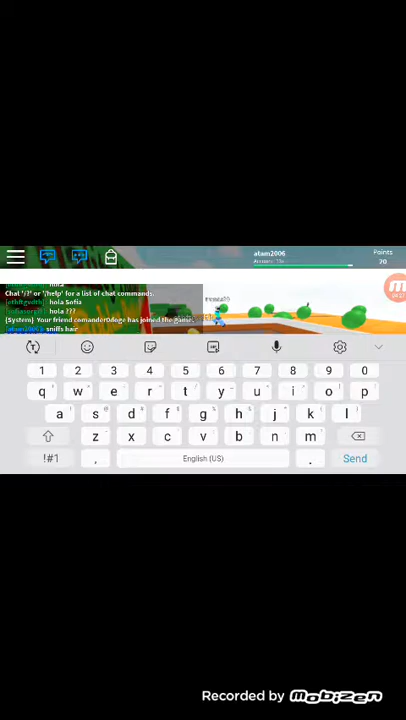 atam2006
Points
20
Chat '/?' or '/help' for a list of chat commands.
hola Sofia
hola ???
{System} Your friend comander0doge has joined the game.
sniffs hair
1 2 3 4 5 6 7 8 9 0
q w e r t y u i o p
a s d f g h j k l
z x c v b n m
!#1 , English (US) . Send
Recorded by MobiZen